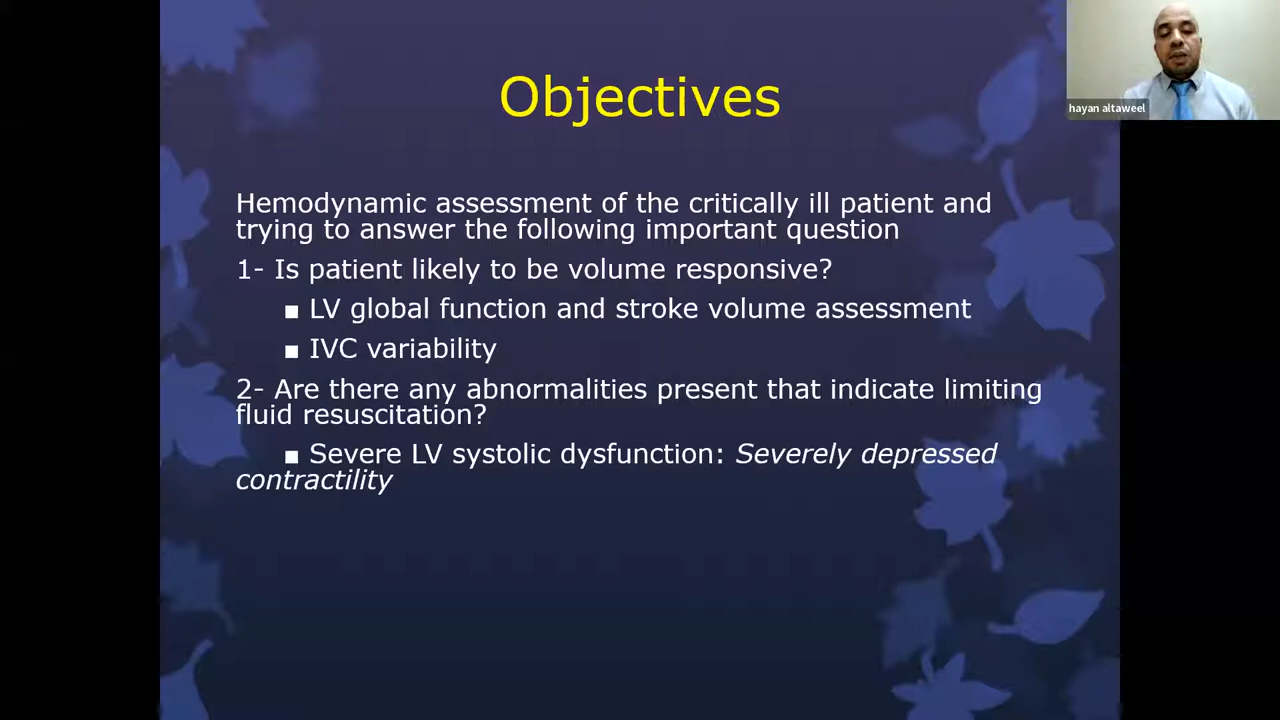 Objectives
hayan altaweel
Hemodynamic assessment of the critically ill patient and
trying to answer the following important question
1- Is patient likely to be volume responsive?
■ LV global function and stroke volume assessment
■ IVC variability
2- Are there any abnormalities present that indicate limiting
fluid resuscitation?
■ Severe LV systolic dysfunction: Severely depressed
contractility